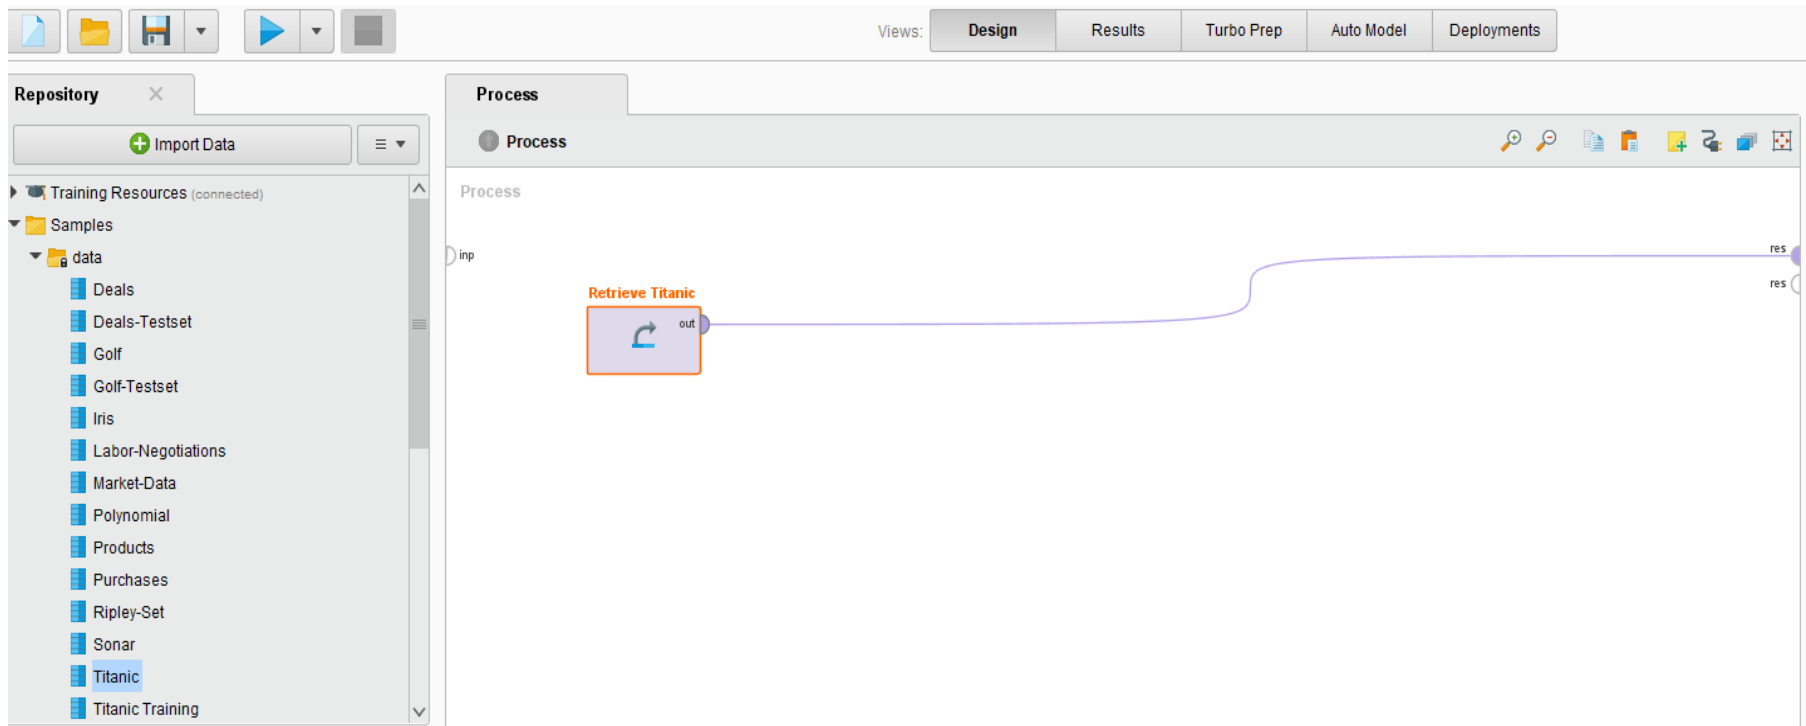 Views: Design Results Turbo Prep Auto Model Deployments
Repository
Import Data
Training Resources (connected)
Samples
data
Deals
Deals-Testset
Golf
Golf-Testset
Iris
Labor-Negotiations
Market-Data
Polynomial
Products
Purchases
Ripley-Set
Sonar
Titanic
Titanic Training
Process
Process
Process
inp
Retrieve Titanic
out
res
res